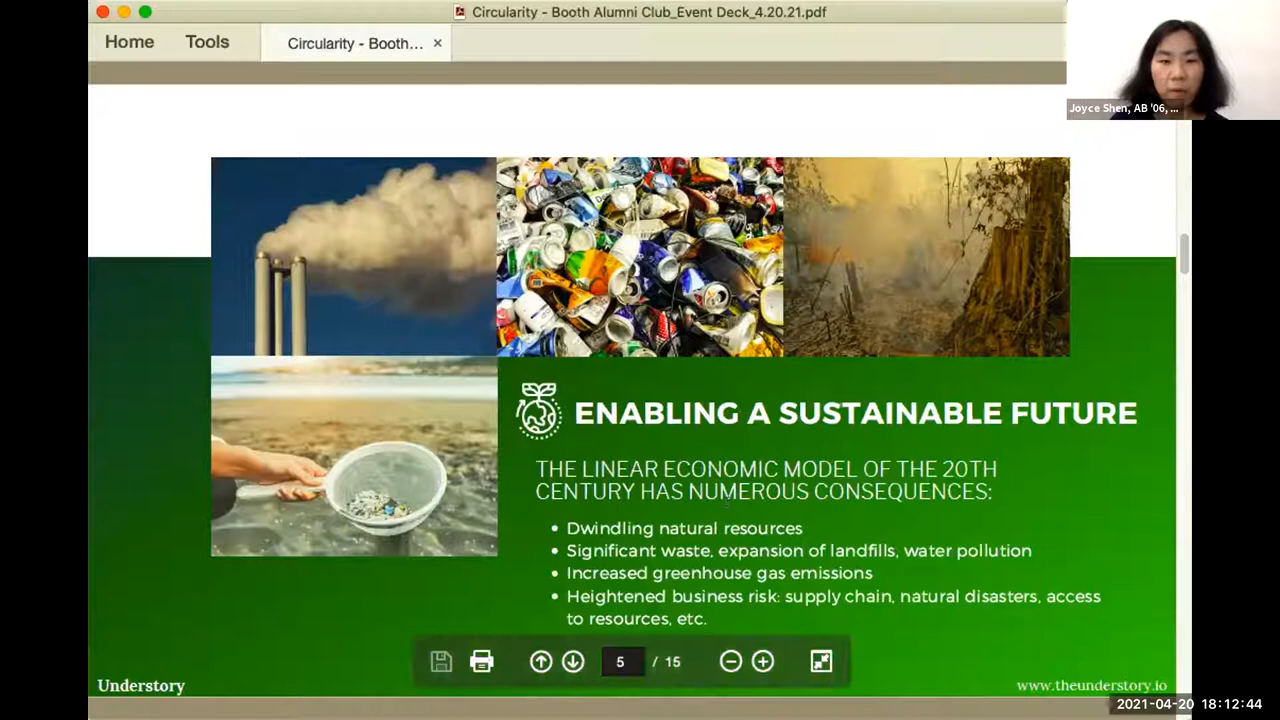 Circularity - Booth Alumni Club_Event Deck_4.20.21.pdf
Home Tools Circularity - Booth... ×
Joyce Shen, AB '06, ...
ENABLING A SUSTAINABLE FUTURE
THE LINEAR ECONOMIC MODEL OF THE 20TH
CENTURY HAS NUMEROUS CONSEQUENCES:
• Dwindling natural resources
• Significant waste, expansion of landfills, water pollution
• Increased greenhouse gas emissions
• Heightened business risk: supply chain, natural disasters, access
to resources, etc.
5 / 15
Understory
www.theunderstory.io
2021-04-20 18:12:44